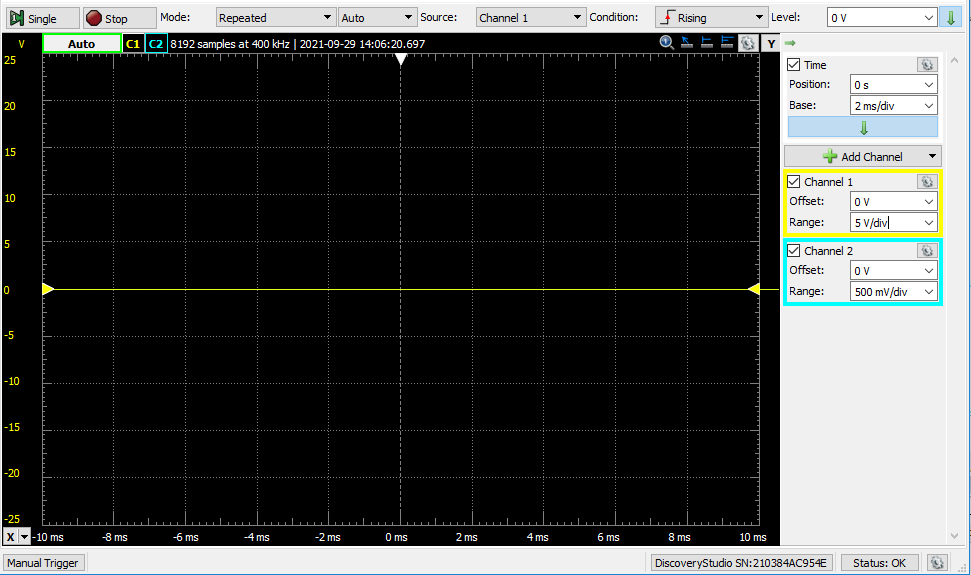 Single Stop Mode: Repeated Auto Source: Channel 1 Condition: Rising Level: 0 V
V Auto C1 C2 8192 samples at 400 kHz | 2021-09-29 14:06:20.697 Y
25
20
15
10
5
0
-5
-10
-15
-20
-25
X -10 ms -8 ms -6 ms -4 ms -2 ms 0 ms 2 ms 4 ms 6 ms 8 ms 10 ms
Time
Position: 0 s
Base: 2 ms/div
Add Channel
Channel 1
Offset: 0 V
Range: 5 V/div
Channel 2
Offset: 0 V
Range: 500 mV/div
Manual Trigger DiscoveryStudio SN:210384AC954E Status: OK